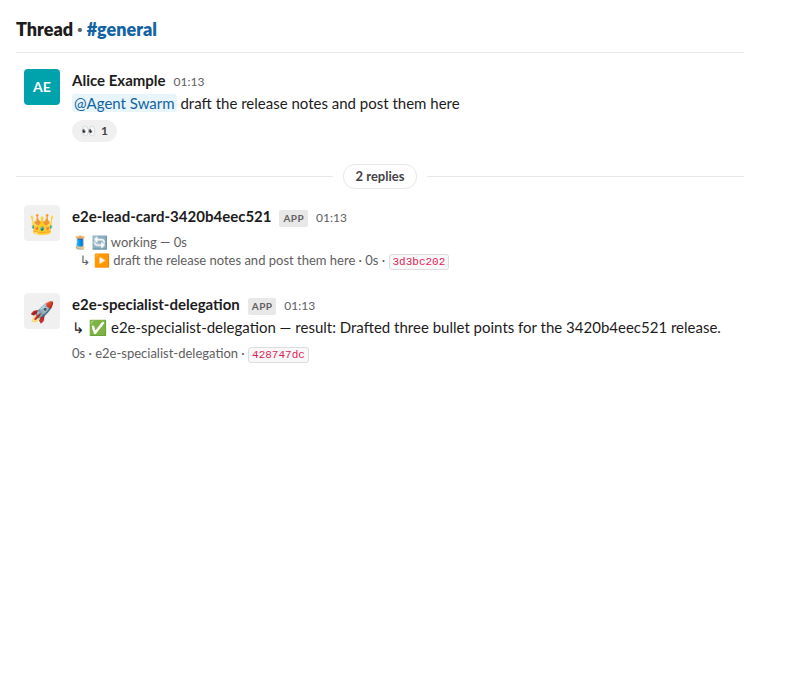 Thread • #general
AE
Alice Example 01:13
@Agent Swarm draft the release notes and post them here
👀 1
2 replies
e2e-lead-card-3420b4eec521 APP 01:13
🧵 🔄 working — 0s
↳ ▶️ draft the release notes and post them here · 0s · 3d3bc202
e2e-specialist-delegation APP 01:13
↳ ✅ e2e-specialist-delegation — result: Drafted three bullet points for the 3420b4eec521 release.
0s · e2e-specialist-delegation · 428747dc